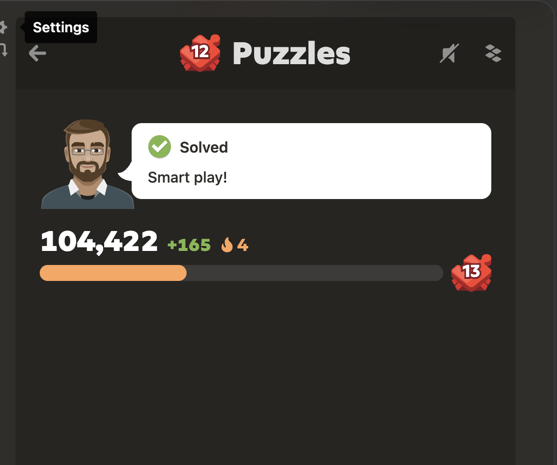 Settings
12 Puzzles
Solved
Smart play!
104,422 +165 4
13